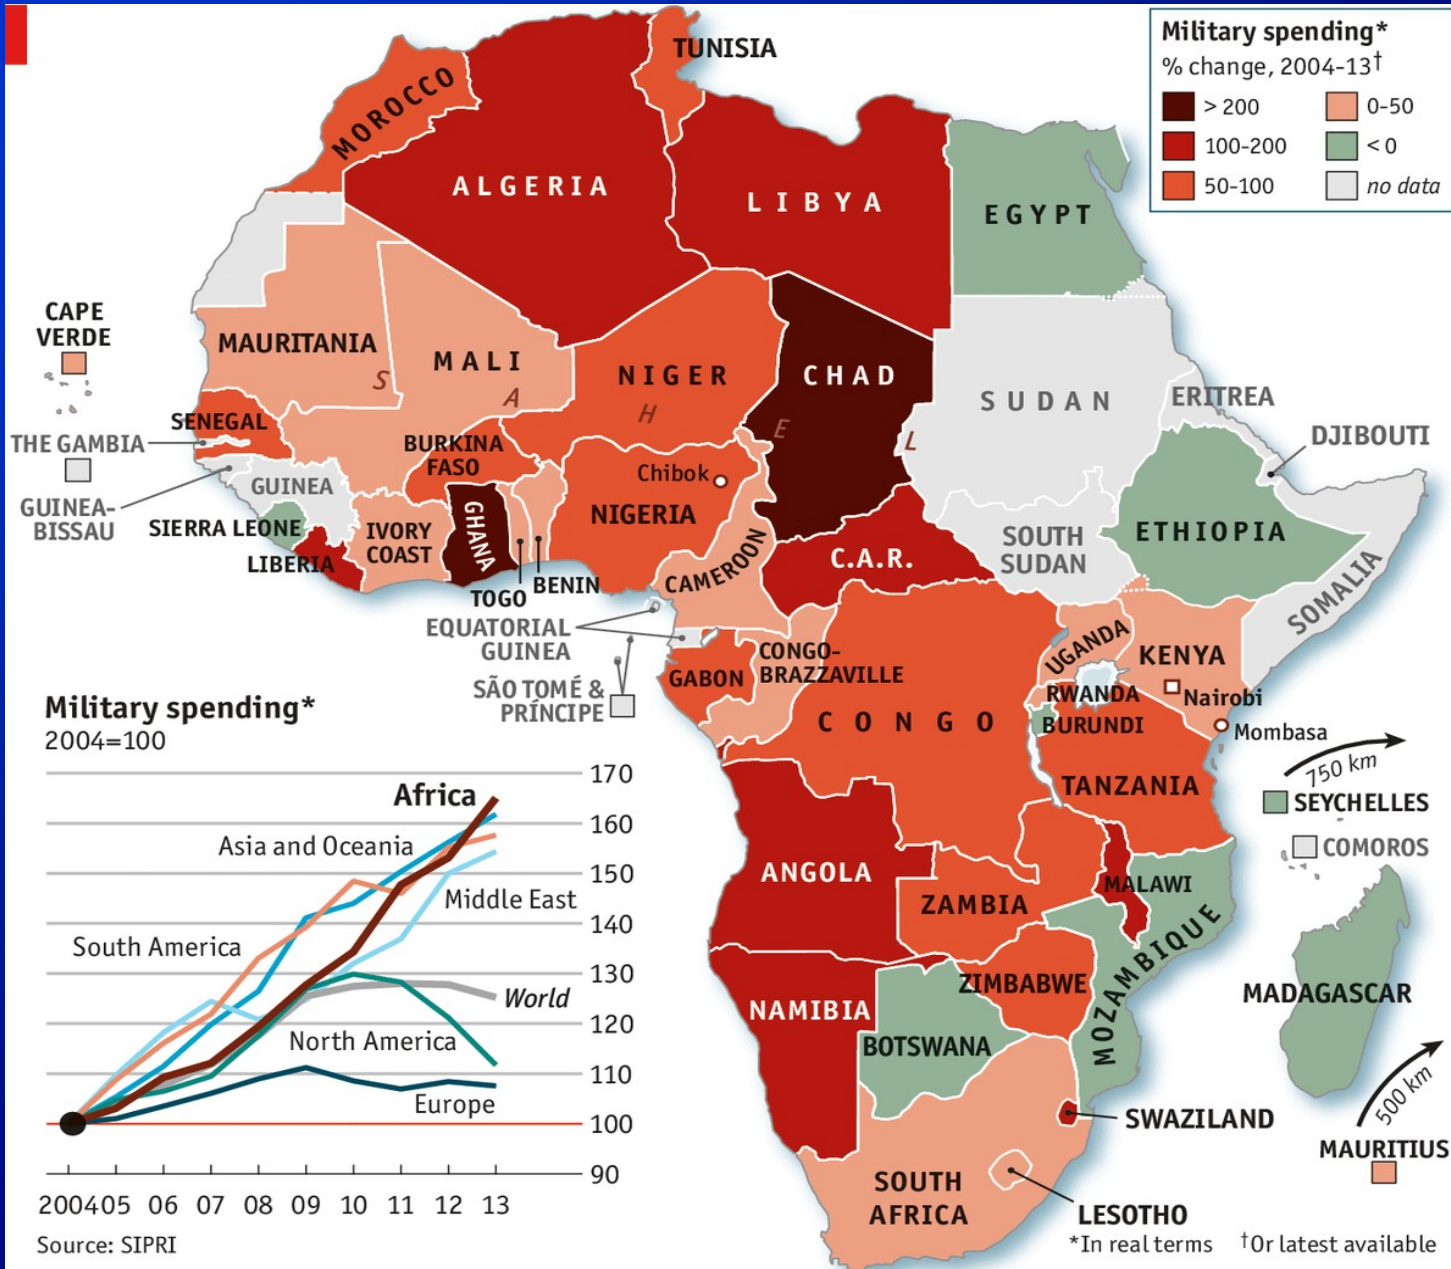 Military spending*
% change, 2004-13†
> 200
100-200
50-100
0-50
< 0
no data
TUNISIA
MOROCCO
ALGERIA
LIBYA
EGYPT
CAPE
VERDE
MAURITANIA
MALI
NIGER
CHAD
SUDAN
ERITREA
S A H E L
SENEGAL
THE GAMBIA
BURKINA
FASO
DJIBOUTI
Chibok
GUINEA
GUINEA-
BISSAU
NIGERIA
SIERRA LEONE
IVORY
COAST
GHANA
ETHIOPIA
SOUTH
SUDAN
LIBERIA
C.A.R.
CAMEROON
SOMALIA
TOGO
BENIN
EQUATORIAL
GUINEA
UGANDA
KENYA
CONGO-
BRAZZAVILLE
GABON
SÃO TOMÉ &
PRÍNCIPE
RWANDA
Nairobi
CONGO
BURUNDI
Mombasa
TANZANIA
750 km
SEYCHELLES
COMOROS
ANGOLA
MALAWI
ZAMBIA
MOZAMBIQUE
ZIMBABWE
NAMIBIA
MADAGASCAR
BOTSWANA
500 km
SWAZILAND
MAURITIUS
SOUTH
AFRICA
LESOTHO
*In real terms †Or latest available
Military spending*
2004=100
170
160
150
140
130
120
110
100
90
Africa
Asia and Oceania
Middle East
South America
World
North America
Europe
2004 05 06 07 08 09 10 11 12 13
Source: SIPRI